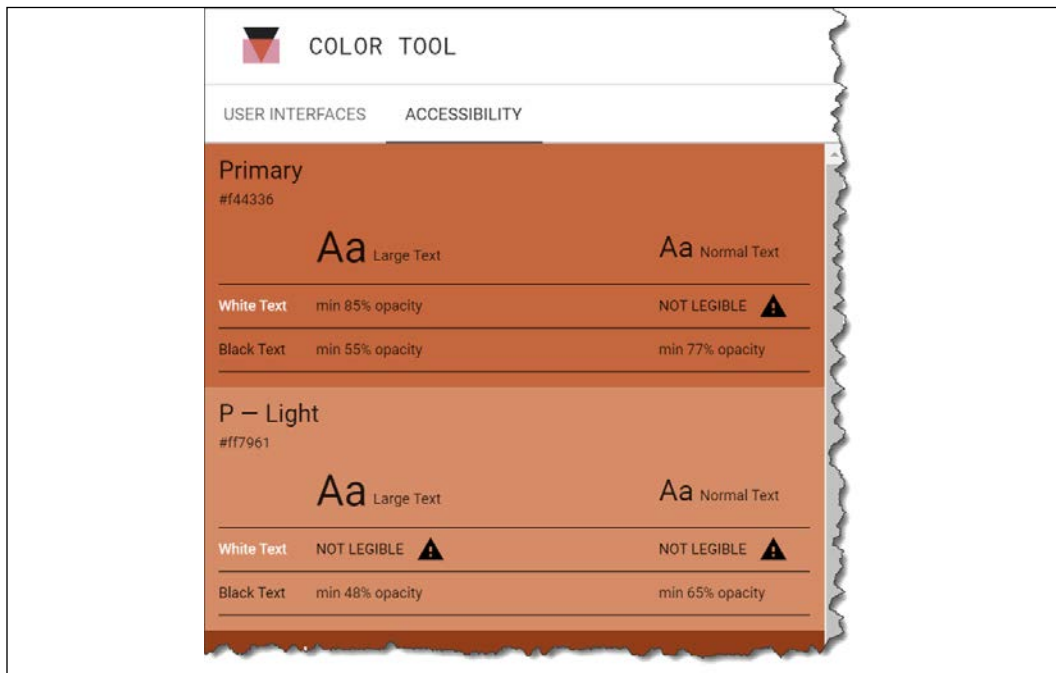 COLOR TOOL
USER INTERFACES ACCESSIBILITY
Primary
#f44336
Aa Large Text Aa Normal Text
White Text min 85% opacity NOT LEGIBLE
Black Text min 55% opacity min 77% opacity
P — Light
#ff7961
Aa Large Text Aa Normal Text
White Text NOT LEGIBLE NOT LEGIBLE
Black Text min 48% opacity min 65% opacity